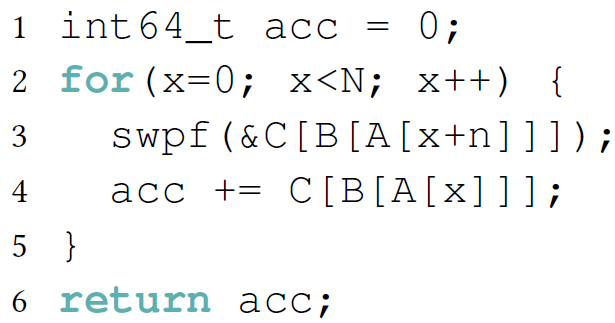 1 int64_t acc = 0;
2 for(x=0; x<N; x++) {
3   swpf(&C[B[A[x+n]]]);
4   acc += C[B[A[x]]];
5 }
6 return acc;